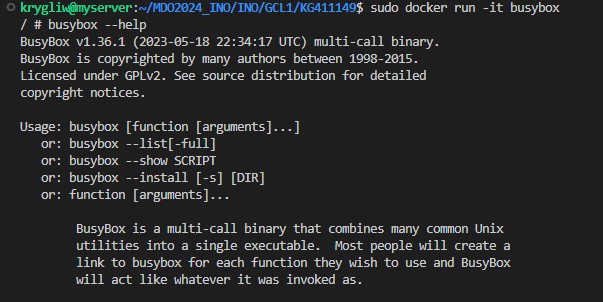 krygliw@myserver:~/MDO2024_INO/INO/GCL1/KG411149$ sudo docker run -it busybox
/ # busybox --help
BusyBox v1.36.1 (2023-05-18 22:34:17 UTC) multi-call binary.
BusyBox is copyrighted by many authors between 1998-2015.
Licensed under GPLv2. See source distribution for detailed
copyright notices.

Usage: busybox [function [arguments]...]
   or: busybox --list[-full]
   or: busybox --show SCRIPT
   or: busybox --install [-s] [DIR]
   or: function [arguments]...

        BusyBox is a multi-call binary that combines many common Unix
        utilities into a single executable.  Most people will create a
        link to busybox for each function they wish to use and BusyBox
        will act like whatever it was invoked as.